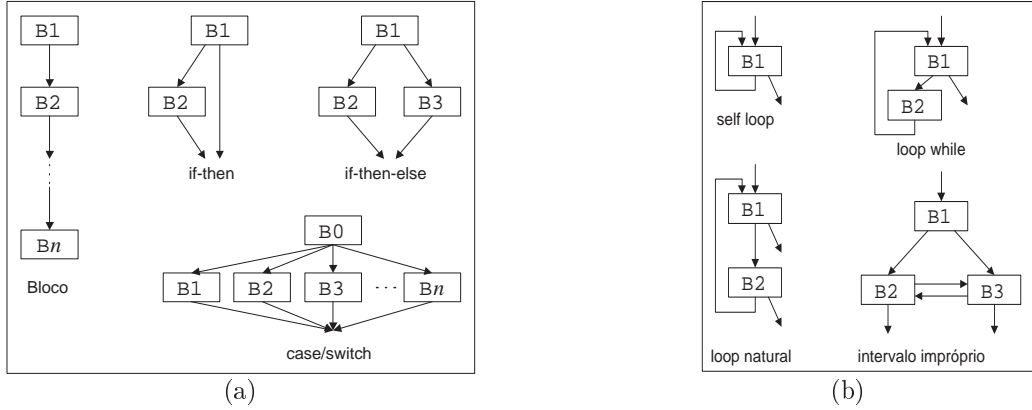 B1
B2
Bn
Bloco
B1
B2
if-then
B1
B2
B3
if-then-else
B0
B1
B2
B3
...
Bn
case/switch
(a)
B1
self loop
B1
B2
loop while
B1
B2
loop natural
B1
B2
B3
intervalo impróprio
(b)